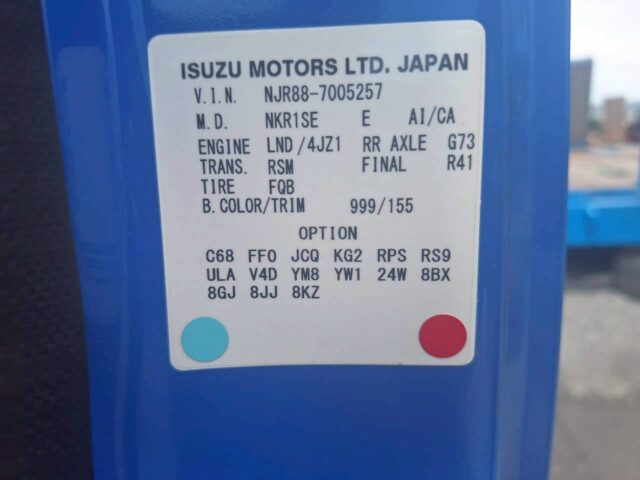 ISUZU MOTORS LTD. JAPAN
V.I.N. NJR88-7005257
M.D. NKR1SE E AI/CA
ENGINE LND/4JZ1 RR AXLE G73
TRANS. RSM FINAL R41
TIRE FQB
B.COLOR/TRIM 999/155
OPTION
C68 FF0 JCQ KG2 RPS RS9
ULA V4D YM8 YW1 24W 8BX
8GJ 8JJ 8KZ